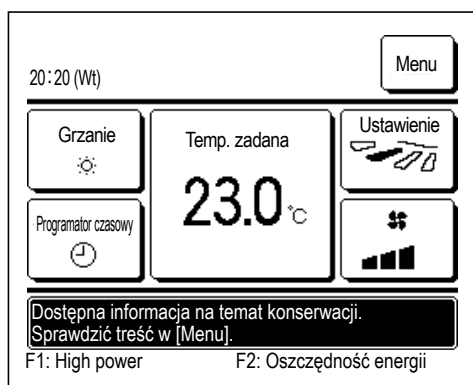 Menu
20:20 (Wt)
Grzanie
Temp. zadana
Ustawienie
23.0 °C
Programator czasowy
Dostępna informacja na temat konserwacji.
Sprawdzić treść w [Menu].
F1: High power
F2: Oszczędność energii